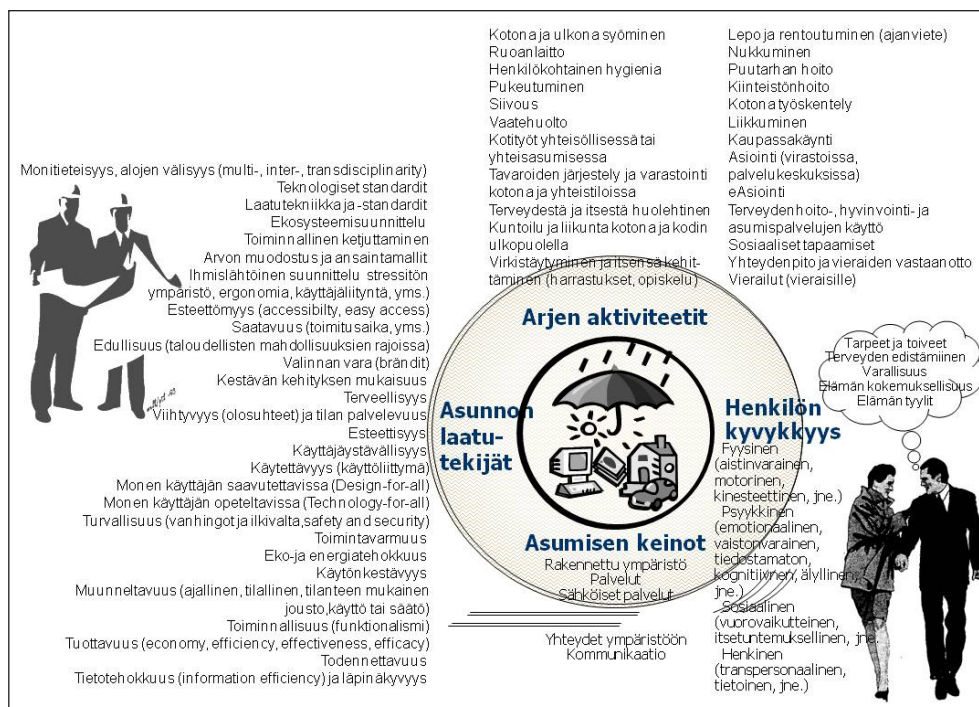 Kotona ja ulkona syöminen
Ruoanlaitto
Henkilökohtainen hygienia
Pukeutuminen
Siivous
Vaatehuolto
Kotityöt yhteisöllisessä tai
yhteisasumisessa
Tavaroiden järjestely ja varastointi
kotona ja yhteistiloissa
Terveydestä ja itsestä huolehtinen
Kuntoilu ja liikunta kotona ja kodin
ulkopuolella
Virkistäytyminen ja itsensä kehit-
täminen (harrastukset, opiskelu)
Lepo ja rentoutuminen (ajanviete)
Nukkuminen
Puutarhan hoito
Kiinteistönhoito
Kotona työskentely
Liikkuminen
Kaupassakäynti
Asiointi (virastoissa,
palvelukeskuksissa)
eAsiointi
Terveydenhoito-, hyvinvointi- ja
asumispalvelujen käyttö
Sosiaaliset tapaamiset
Yhteydenpito ja vieraiden vastaanotto
Vierailut (vieraisille)
Monitieteisyys, alojen välisyys (multi-, inter-, transdisciplinarity)
Teknologiset standardit
Laatutekniikka ja -standardit
Ekosysteemisuunnittelu
Toiminnallinen ketjuttaminen
Arvon muodostus ja ansaintamallit
Ihmislähtöinen suunnittelu stressitön
ympäristö, ergonomia, käyttäjäliityntä, yms.)
Esteettömyys (accessibilty, easy access)
Saatavuus (toimitusaika, yms.)
Edullisuus (taloudellisten mahdollisuuksien rajoissa)
Valinnan vara (brändit)
Kestävän kehityksen mukaisuus
Terveellisyys
Viihtyvyys (olosuhteet) ja tilan palvelevuus
Esteettisyys
Käyttäjäystävällisyys
Käytettävyys (käyttöliittymä)
Monen käyttäjän saavutettavissa (Design-for-all)
Monen käyttäjän opeteltavissa (Technology-for-all)
Turvallisuus (vanhingot ja ilkivalta,safety and security)
Toimintavarmuus
Eko-ja energiatehokkuus
Käytönkestävyys
Muunneltavuus (ajallinen, tilallinen, tilanteen mukainen
jousto,käyttö tai säätö)
Toiminnallisuus (funktionalismi)
Tuottavuus (economy, efficiency, effectiveness, efficacy)
Todennettavuus
Tietotehokkuus (information efficiency) ja läpinäkyvyys
Arjen aktiviteetit
Asunnon
laatu-
tekijät
Asumisen keinot
Rakennettu ympäristö
Palvelut
Sähköiset palvelut
Yhteydet ympäristöön
Kommunikaatio
Henkilön
kyvykkyys
Fyysinen
(aistinvarainen,
motorinen,
kinesteettinen, jne.)
Psyykkinen
(emotionaalinen,
vaistonvarainen,
tiedostamaton,
kognitiivnen, älyllinen,
jne.)
Sosiaalinen
(vuorovaikutteinen,
itsetuntemuksellinen, jne.
Henkinen
(transpersonaalinen,
tietoinen, jne.)
Tarpeet ja toiveet
Terveyden edistämiinen
Varallisuus
Elämän kokemuksellisuus
Elämän tyylit